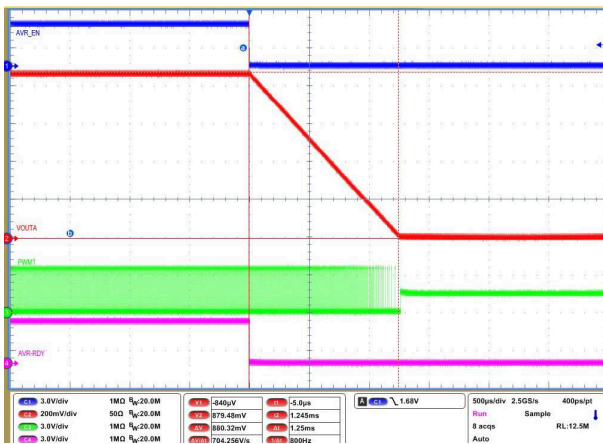 AVR_EN
a
1
VOUTA
b
2
PWM1
3
AVR-RDY
4
C1 3.0V/div 1MΩ BW:20.0M
C2 200mV/div 50Ω BW:20.0M
C3 3.0V/div 1MΩ BW:20.0M
C4 3.0V/div 1MΩ BW:20.0M
V1 -840μV
V2 879.48mV
ΔV 880.32mV
ΔV/Δt 704.256V/s
t1 -5.0μs
t2 1.245ms
Δt 1.25ms
1/Δt 800Hz
A C1 1.68V
500μs/div 2.5GS/s 400ps/pt
Run Sample
8 acqs RL:12.5M
Auto